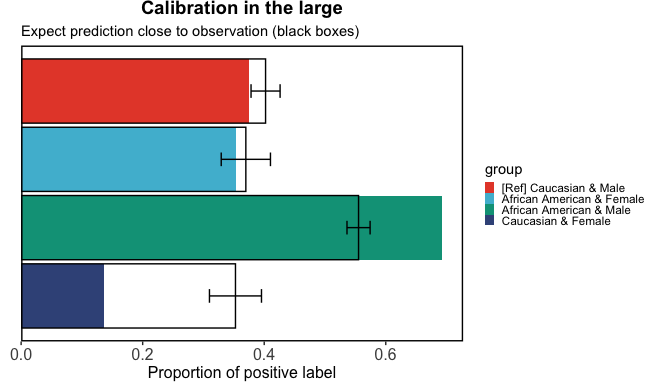 Calibration in the large
Expect prediction close to observation (black boxes)
group
[Ref] Caucasian & Male
African American & Female
African American & Male
Caucasian & Female
0.0 0.2 0.4 0.6
Proportion of positive label